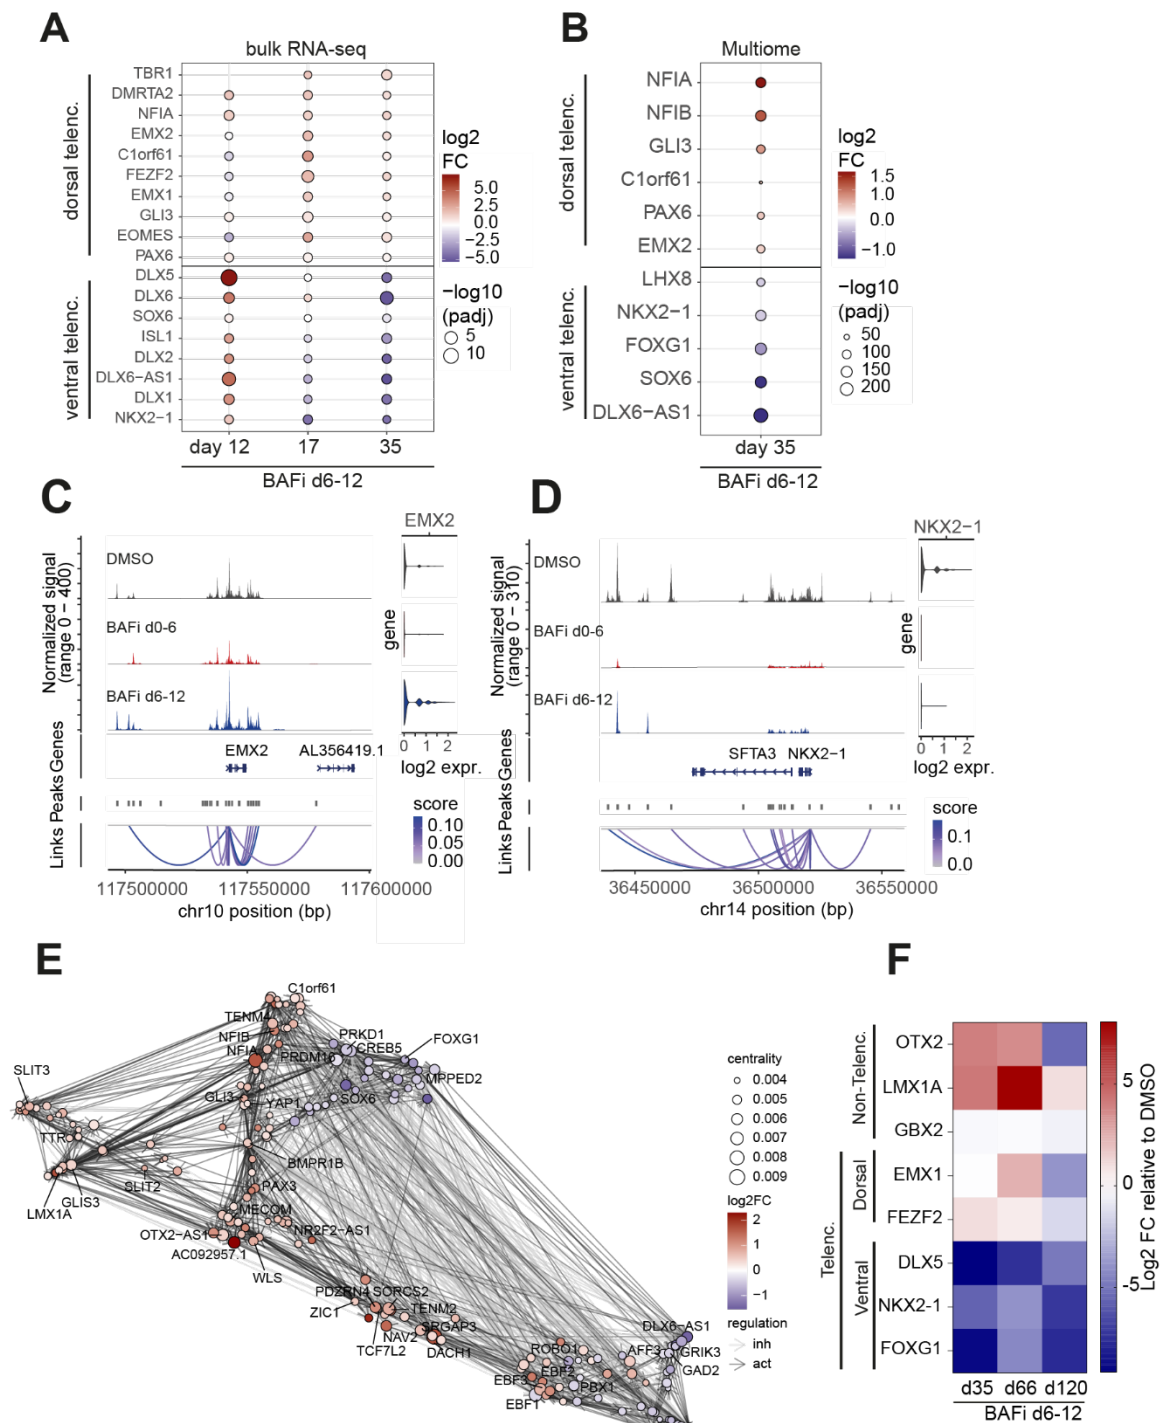 A
bulk RNA-seq
dorsal telenc.
TBR1
DMRTA2
NFIA
EMX2
C1orf61
FEZF2
EMX1
GLI3
EOMES
PAX6
ventral telenc.
DLX5
DLX6
SOX6
ISL1
DLX2
DLX6−AS1
DLX1
NKX2−1
day 12 17 35
BAFi d6-12
log2
FC
5.0
2.5
0.0
−2.5
−5.0
−log10
(padj)
5
10
B
Multiome
dorsal telenc.
NFIA
NFIB
GLI3
C1orf61
PAX6
EMX2
ventral telenc.
LHX8
NKX2−1
FOXG1
SOX6
DLX6−AS1
day 35
BAFi d6-12
log2
FC
1.5
1.0
0.0
−1.0
−log10
(padj)
50
100
150
200
C
EMX2
Normalized signal
(range 0 − 400)
DMSO
BAFi d0-6
BAFi d6-12
gene
0 1 2
log2 expr.
Genes
EMX2 AL356419.1
Peaks
Links
score
0.10
0.05
0.00
117500000 117550000 117600000
chr10 position (bp)
D
NKX2−1
Normalized signal
(range 0 − 310)
DMSO
BAFi d0-6
BAFi d6-12
gene
0 1 2
log2 expr.
Genes
SFTA3 NKX2−1
Peaks
Links
score
0.1
0.0
36450000 36500000 36550000
chr14 position (bp)
E
C1orf61
TENM4
NFIB
NFIA
PRDM16
PRKD1
CREB5
FOXG1
MPPED2
SOX6
SLIT3
GLI3
YAP1
TTR
BMPR1B
SLIT2
GLIS3
LMX1A
PAX3
MECOM
OTX2−AS1
NR2F2−AS1
AC092957.1
WLS
PDZRN4
SORCS2
ZIC1
TENM2
NAV2
SRGAP3
TCF7L2
DACH1
DLX6−AS1
ROBO1
AFF3
GRIK3
EBF2
GAD2
EBF3
PBX1
EBF1
centrality
0.004
0.005
0.006
0.007
0.008
0.009
log2FC
2
1
0
−1
regulation
inh
act
F
Non-Telenc.
OTX2
LMX1A
GBX2
Telenc.
Dorsal
EMX1
FEZF2
Ventral
DLX5
NKX2-1
FOXG1
d35 d66 d120
BAFi d6-12
5
0
-5
Log2 FC relative to DMSO